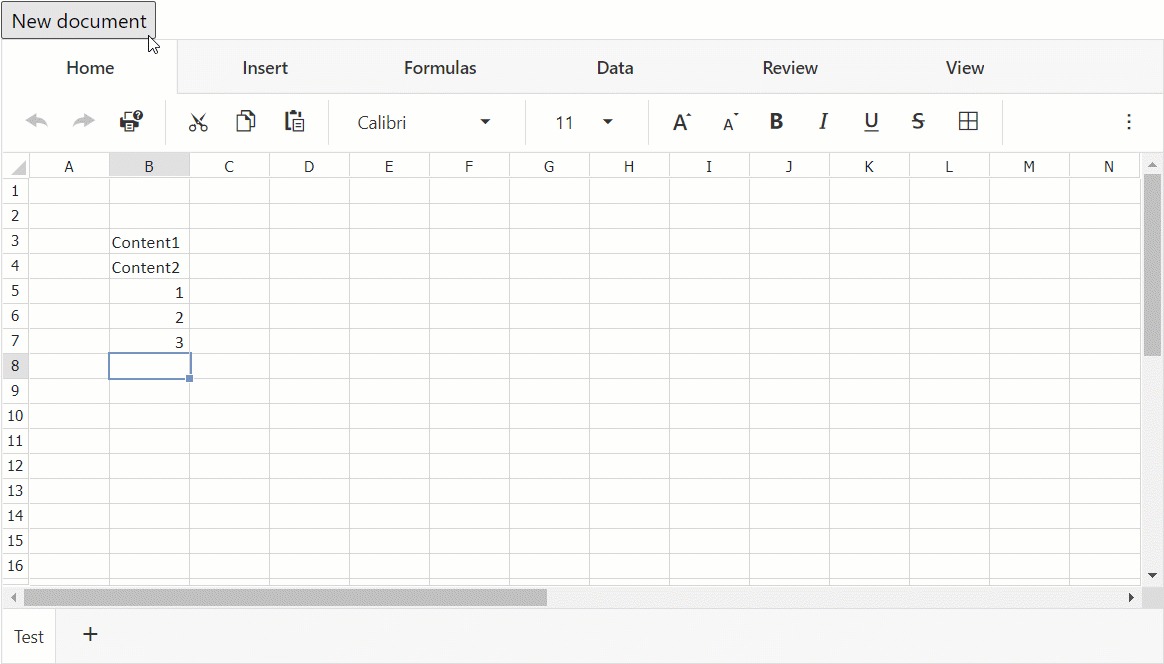 New document
Home Insert Formulas Data Review View
Calibri 11 A A B I U S
A B C D E F G H I J K L M N
1
2
3 Content1
4 Content2
5 1
6 2
7 3
8
9
10
11
12
13
14
15
16
Test +